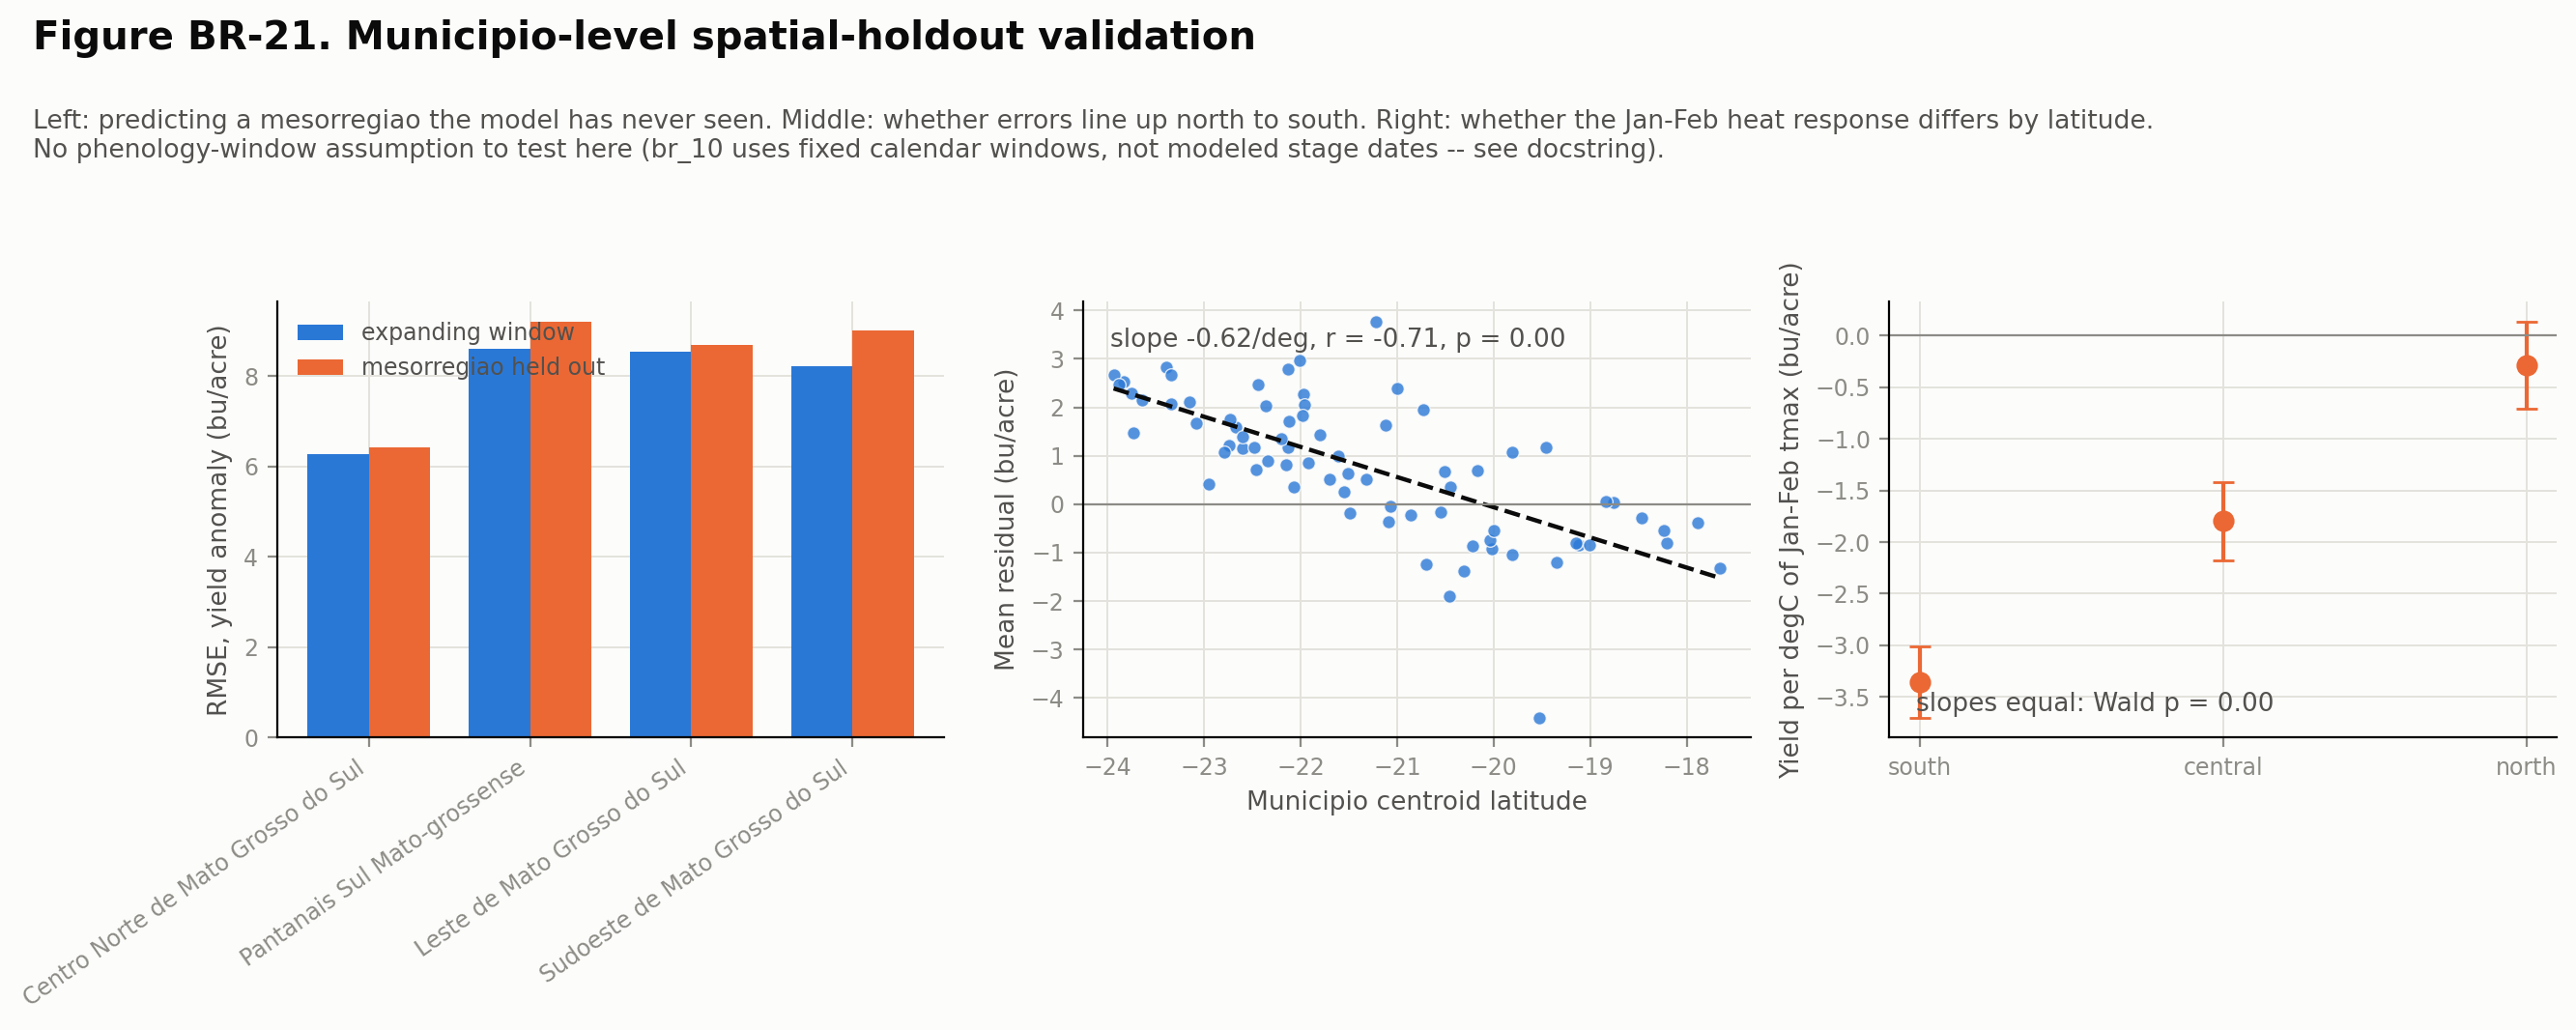 Figure BR-21. Municipio-level spatial-holdout validation
Left: predicting a mesorregiao the model has never seen. Middle: whether errors line up north to south. Right: whether the Jan-Feb heat response differs by latitude.
No phenology-window assumption to test here (br_10 uses fixed calendar windows, not modeled stage dates -- see docstring).
RMSE, yield anomaly (bu/acre)
8
6
4
2
0
expanding window
mesorregiao held out
Centro Norte de Mato Grosso do Sul
Pantanais Sul Mato-grossense
Leste de Mato Grosso do Sul
Sudoeste de Mato Grosso do Sul
Mean residual (bu/acre)
4
3
2
1
0
−1
−2
−3
−4
slope -0.62/deg, r = -0.71, p = 0.00
−24
−23
−22
−21
−20
−19
−18
Municipio centroid latitude
Yield per degC of Jan-Feb tmax (bu/acre)
0.0
−0.5
−1.0
−1.5
−2.0
−2.5
−3.0
−3.5
slopes equal: Wald p = 0.00
south
central
north